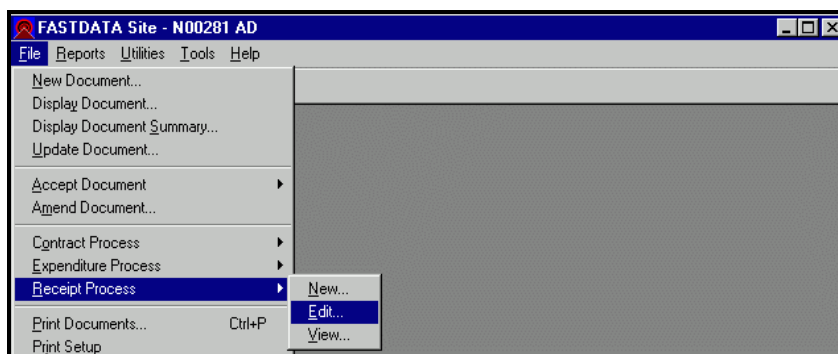 FASTDATA Site - N00281 AD
File Reports Utilities Tools Help
New Document...
Display Document...
Display Document Summary...
Update Document...
Accept Document
Amend Document...
Contract Process
Expenditure Process
Receipt Process
New...
Edit...
View...
Print Documents... Ctrl+P
Print Setup